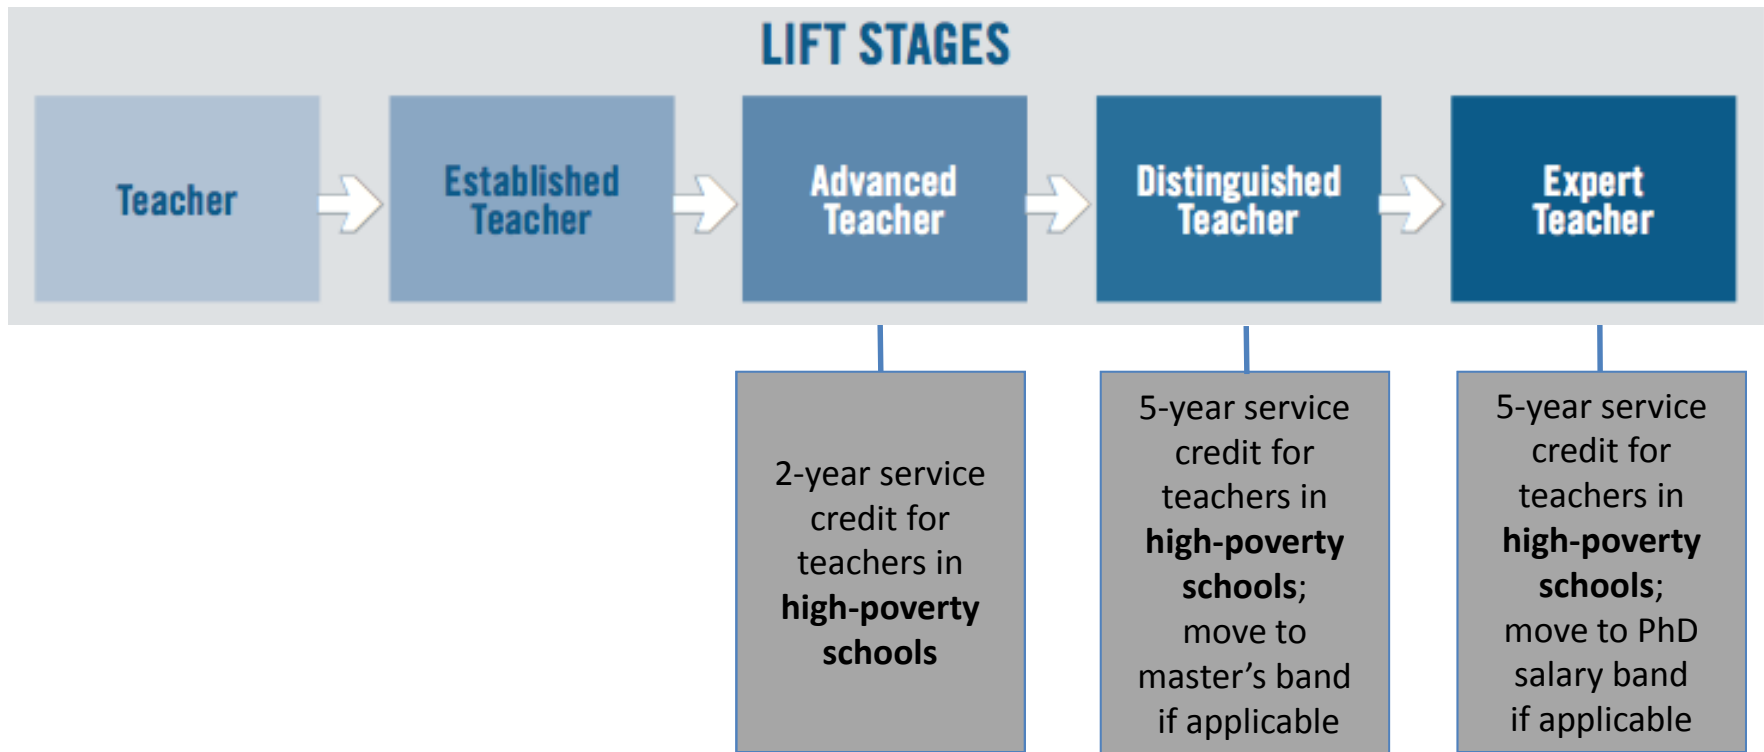 LIFT STAGES
Teacher
Established
Teacher
Advanced
Teacher
Distinguished
Teacher
Expert
Teacher
2-year service
credit for
teachers in
high-poverty
schools
5-year service
credit for
teachers in
high-poverty
schools;
move to
master’s band
if applicable
5-year service
credit for
teachers in
high-poverty
schools;
move to PhD
salary band
if applicable